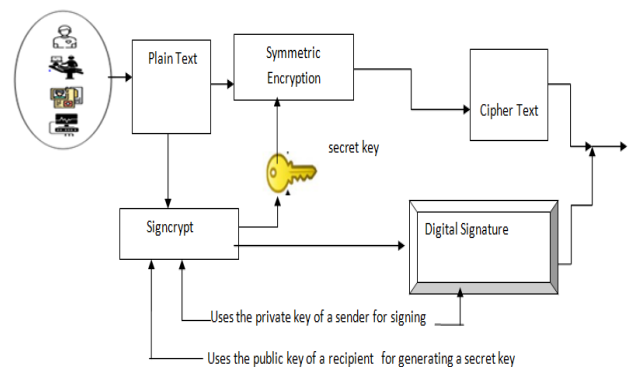 Plain Text
Symmetric
Encryption
Cipher Text
secret key
Signcrypt
Digital Signature
Uses the private key of a sender for signing
Uses the public key of a recipient for generating a secret key